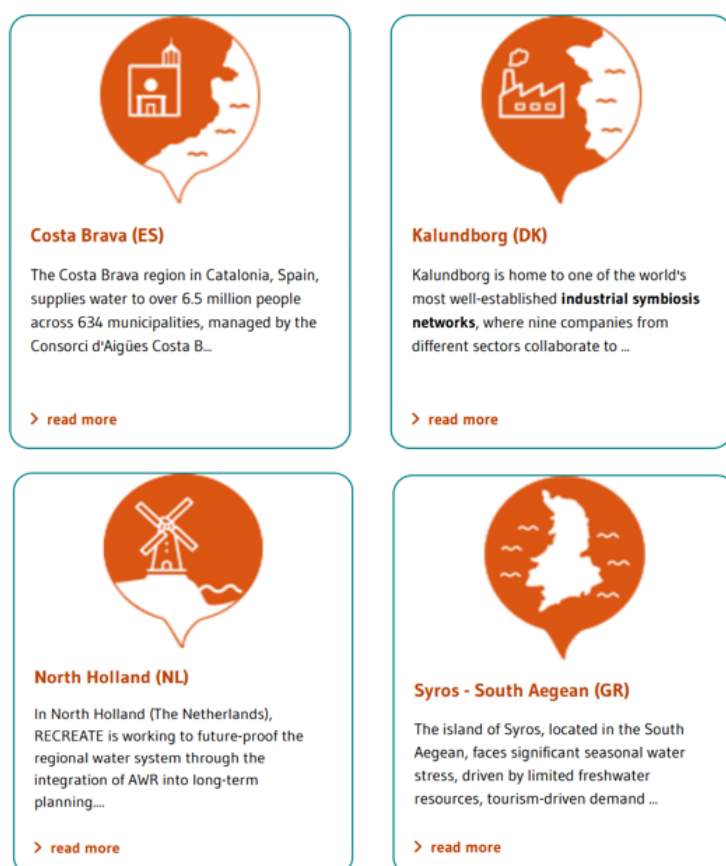 Costa Brava (ES)
The Costa Brava region in Catalonia, Spain,
supplies water to over 6.5 million people
across 634 municipalities, managed by the
Consorci d'Aigües Costa B...
> read more
Kalundborg (DK)
Kalundborg is home to one of the world's
most well-established industrial symbiosis
networks, where nine companies from
different sectors collaborate to ...
> read more
North Holland (NL)
In North Holland (The Netherlands),
RECREATE is working to future-proof the
regional water system through the
integration of AWR into long-term
planning....
> read more
Syros - South Aegean (GR)
The island of Syros, located in the South
Aegean, faces significant seasonal water
stress, driven by limited freshwater
resources, tourism-driven demand ...
> read more